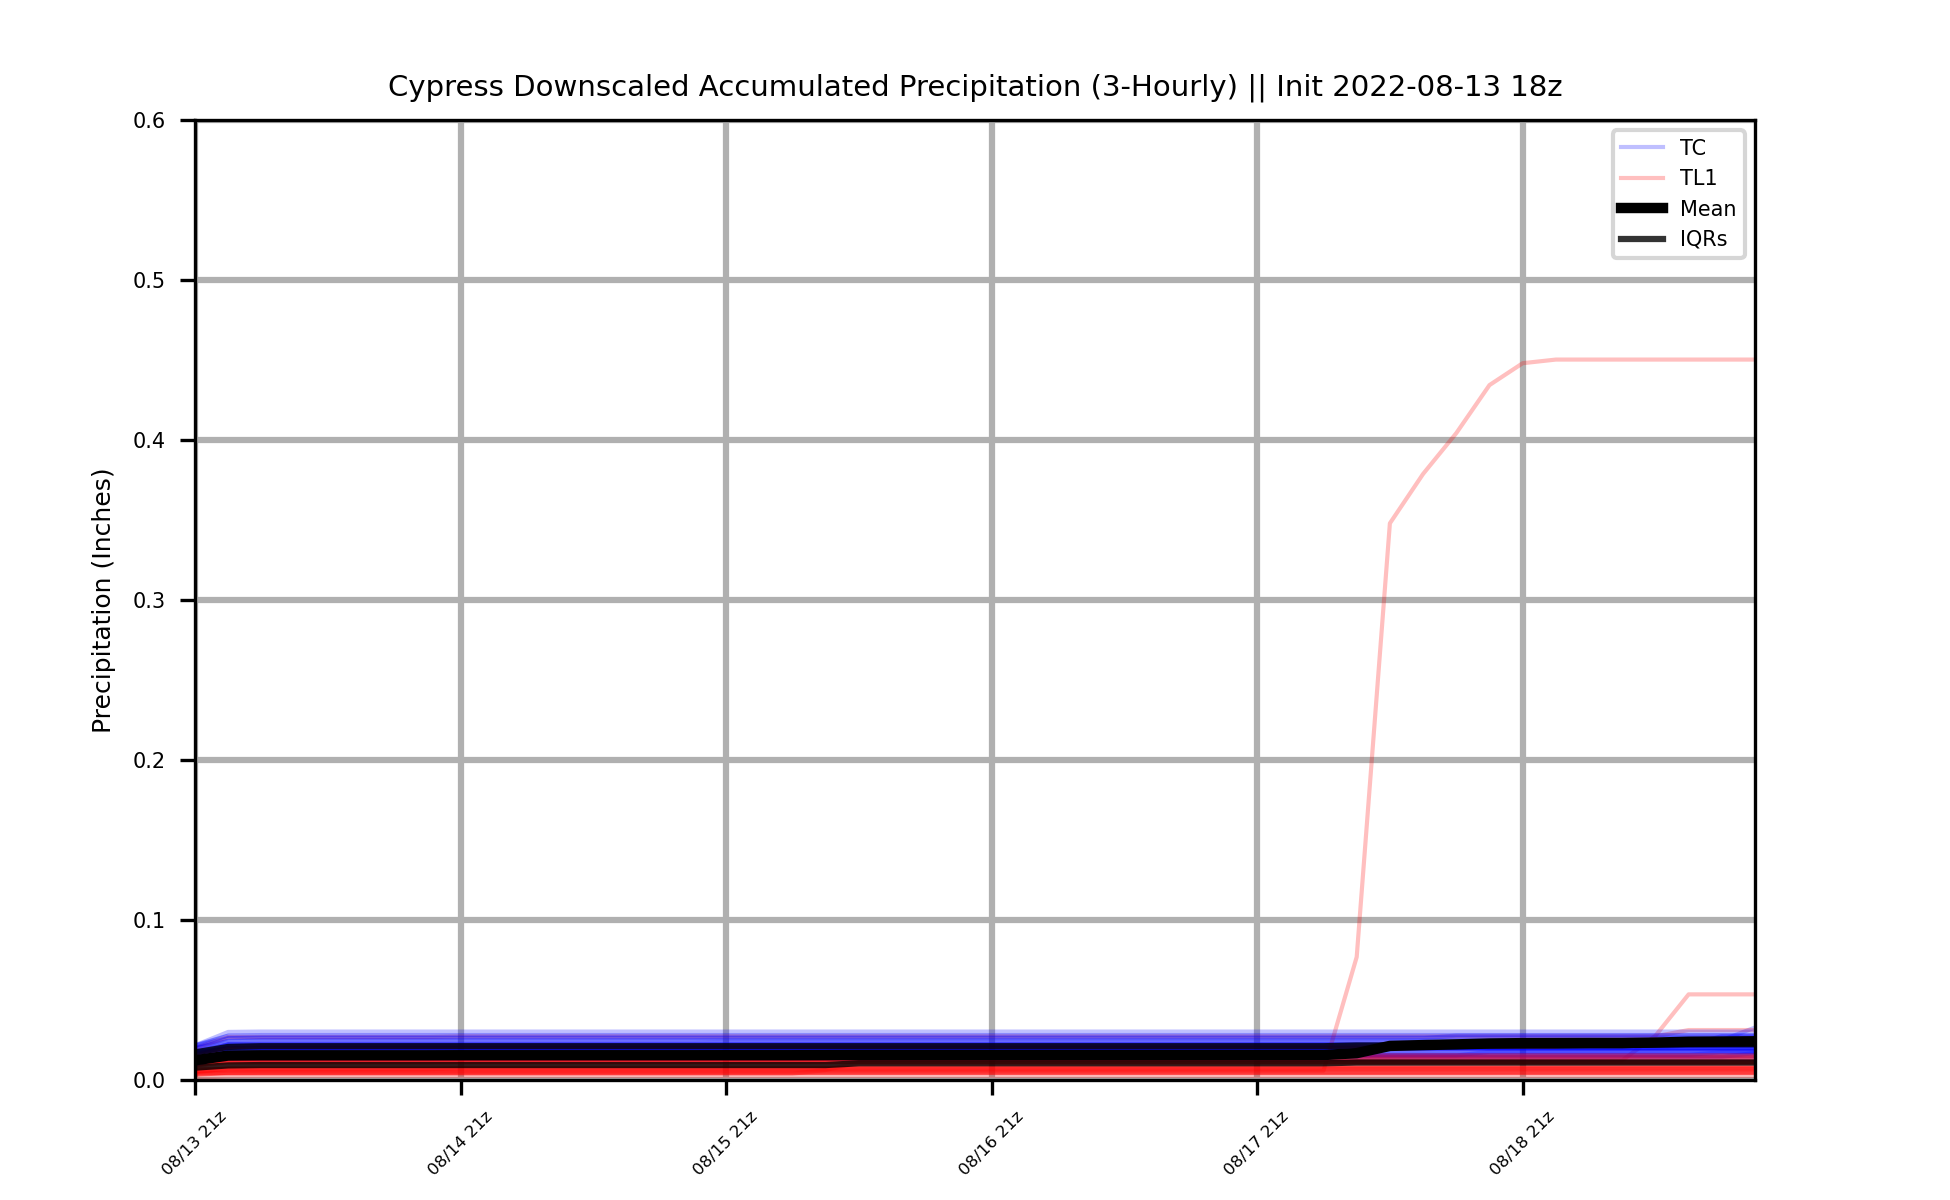 Cypress Downscaled Accumulated Precipitation (3-Hourly) || Init 2022-08-13 18z
0.6
0.5
0.4
0.3
0.2
0.1
0.0
Precipitation (Inches)
TC
TL1
Mean
IQRs
08/13 21z
08/14 21z
08/15 21z
08/16 21z
08/17 21z
08/18 21z